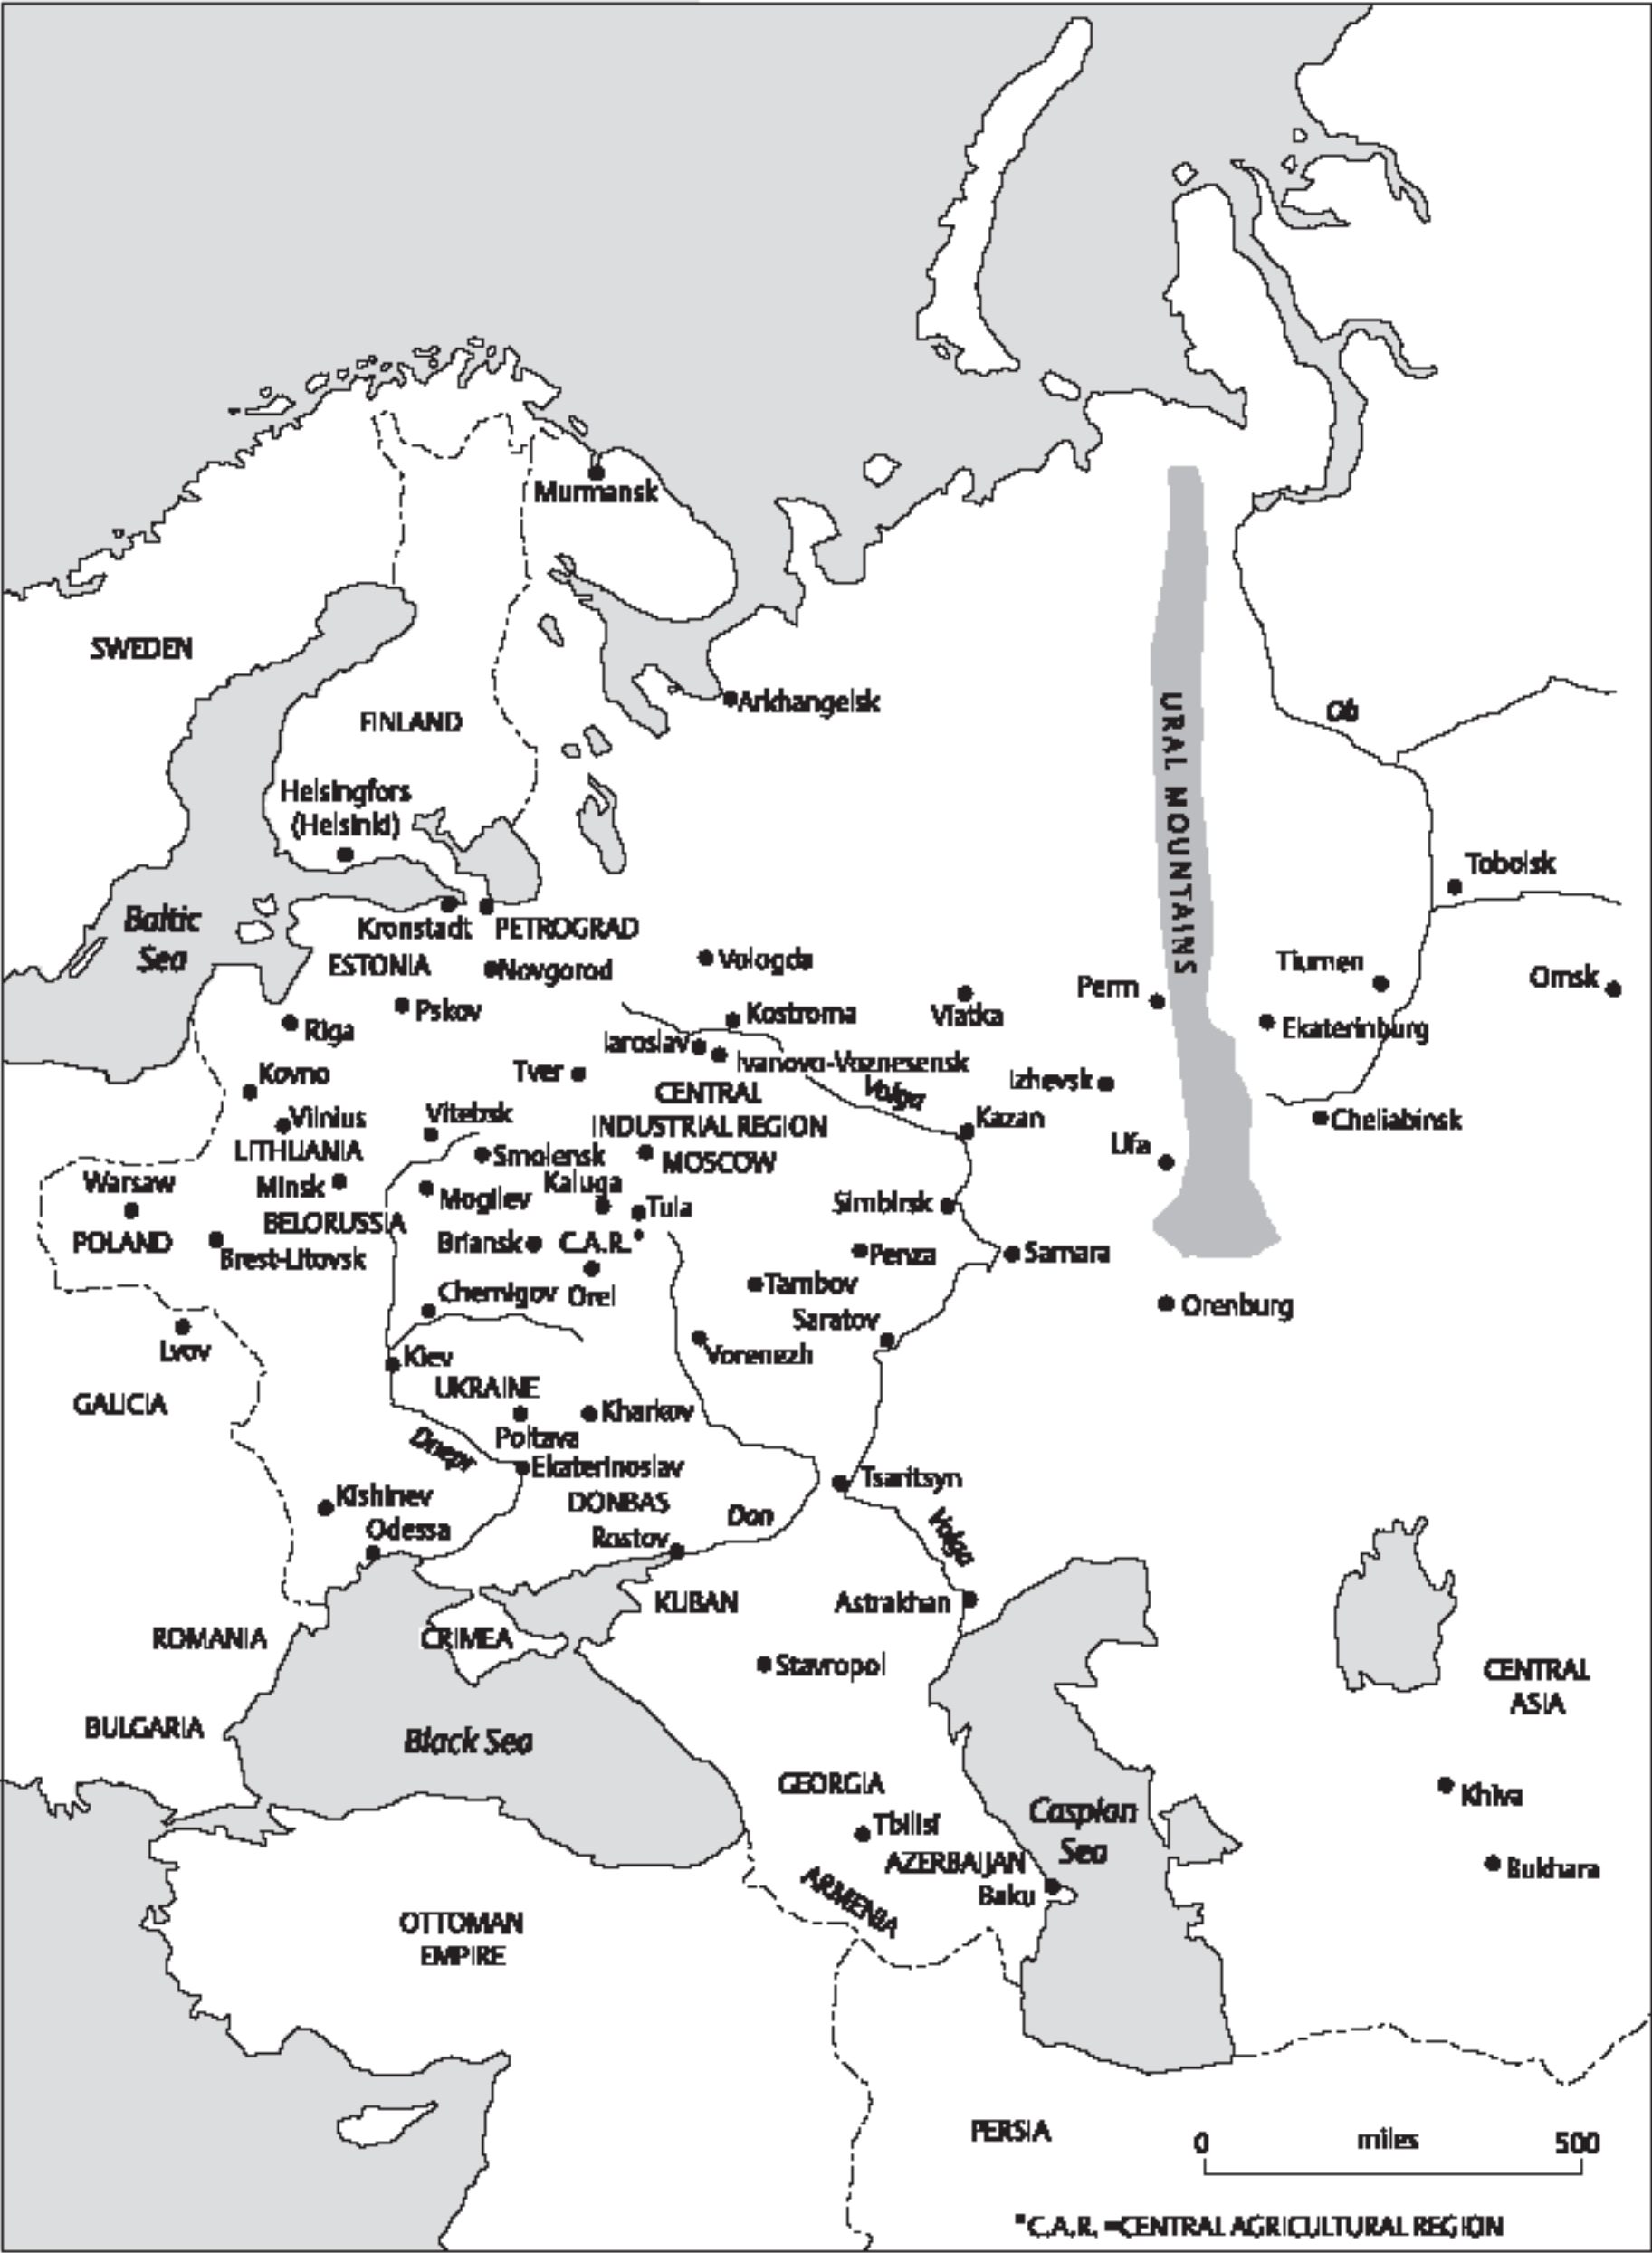 Murmansk
SWEDEN
Arkhangelsk
URAL MOUNTAINS
Ob
FINLAND
Helsingfors
(Helsinki)
Tobolsk
Baltic
Sea
Kronstadt
PETROGRAD
ESTONIA
Novgorod
Vologda
Tiumen
Omsk
Perm
Pskov
Kostroma
Viatka
Riga
Ekaterinburg
Iaroslav
Ivanovo-Voznesensk
Kovno
Tver
Izhevsk
CENTRAL
INDUSTRIAL REGION
Volga
Vilnius
Vitebsk
Kazan
Cheliabinsk
LITHUANIA
Smolensk
MOSCOW
Ufa
Warsaw
Minsk
Mogilev
Kaluga
Tula
Simbirsk
BELORUSSIA
POLAND
Brest-Litovsk
Briansk
C.A.R.*
Penza
Samara
Chernigov
Orel
Tambov
Orenburg
Saratov
Lvov
Kiev
Vorenezh
UKRAINE
GALICIA
Kharkov
Poltava
Dnepr
Ekaterinoslav
Tsaritsyn
Kishinev
DONBAS
Don
Odessa
Rostov
Volga
KUBAN
Astrakhan
ROMANIA
CRIMEA
Stavropol
CENTRAL
ASIA
BULGARIA
Black Sea
GEORGIA
Khiva
Caspian
Sea
Tbilisi
AZERBAIJAN
Bukhara
Baku
ARMENIA
OTTOMAN
EMPIRE
PERSIA
0 miles 500
*C.A.R. =CENTRAL AGRICULTURAL REGION